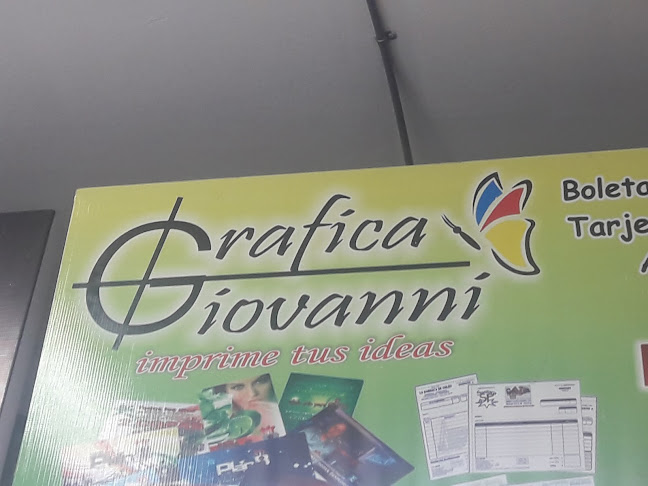 Grafica
Giovanni
imprime tus ideas
Boleta
Tarje